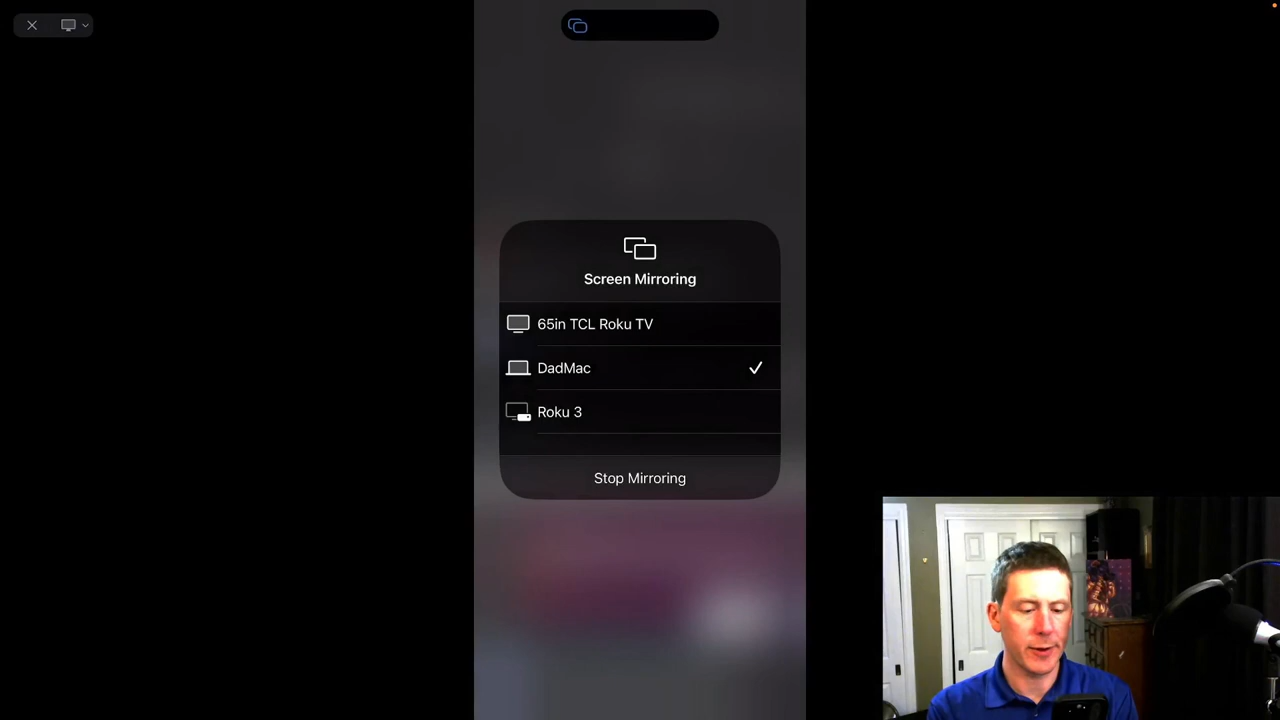 Screen Mirroring
65in TCL Roku TV
DadMac
Roku 3
Stop Mirroring